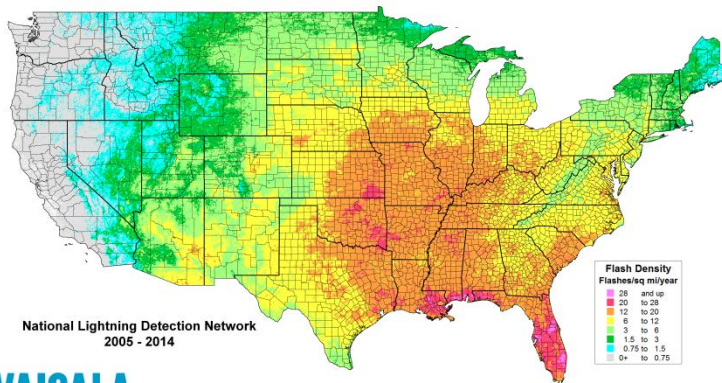 National Lightning Detection Network
2005 - 2014
Flash Density
Flashes/sq mi/year
28 and up
20 to 28
12 to 20
6 to 12
3 to 6
1.5 to 3
0.75 to 1.5
0+ to 0.75
VAISALA